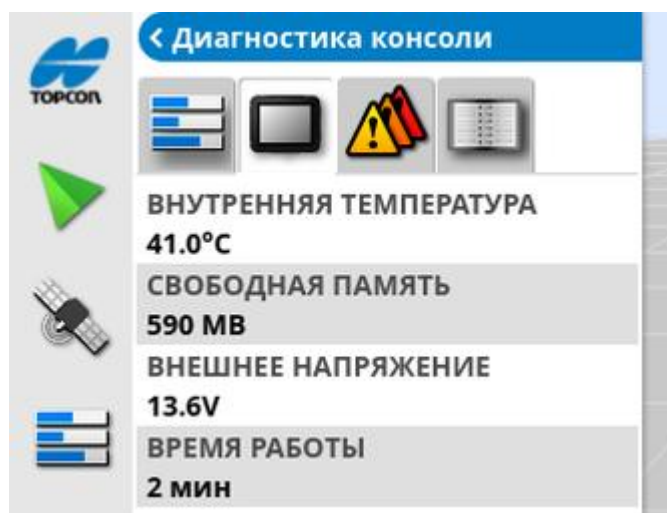 Диагностика консоли
TOPCON
ВНУТРЕННЯЯ ТЕМПЕРАТУРА
41.0°C
СВОБОДНАЯ ПАМЯТЬ
590 MB
ВНЕШНЕЕ НАПРЯЖЕНИЕ
13.6V
ВРЕМЯ РАБОТЫ
2 мин